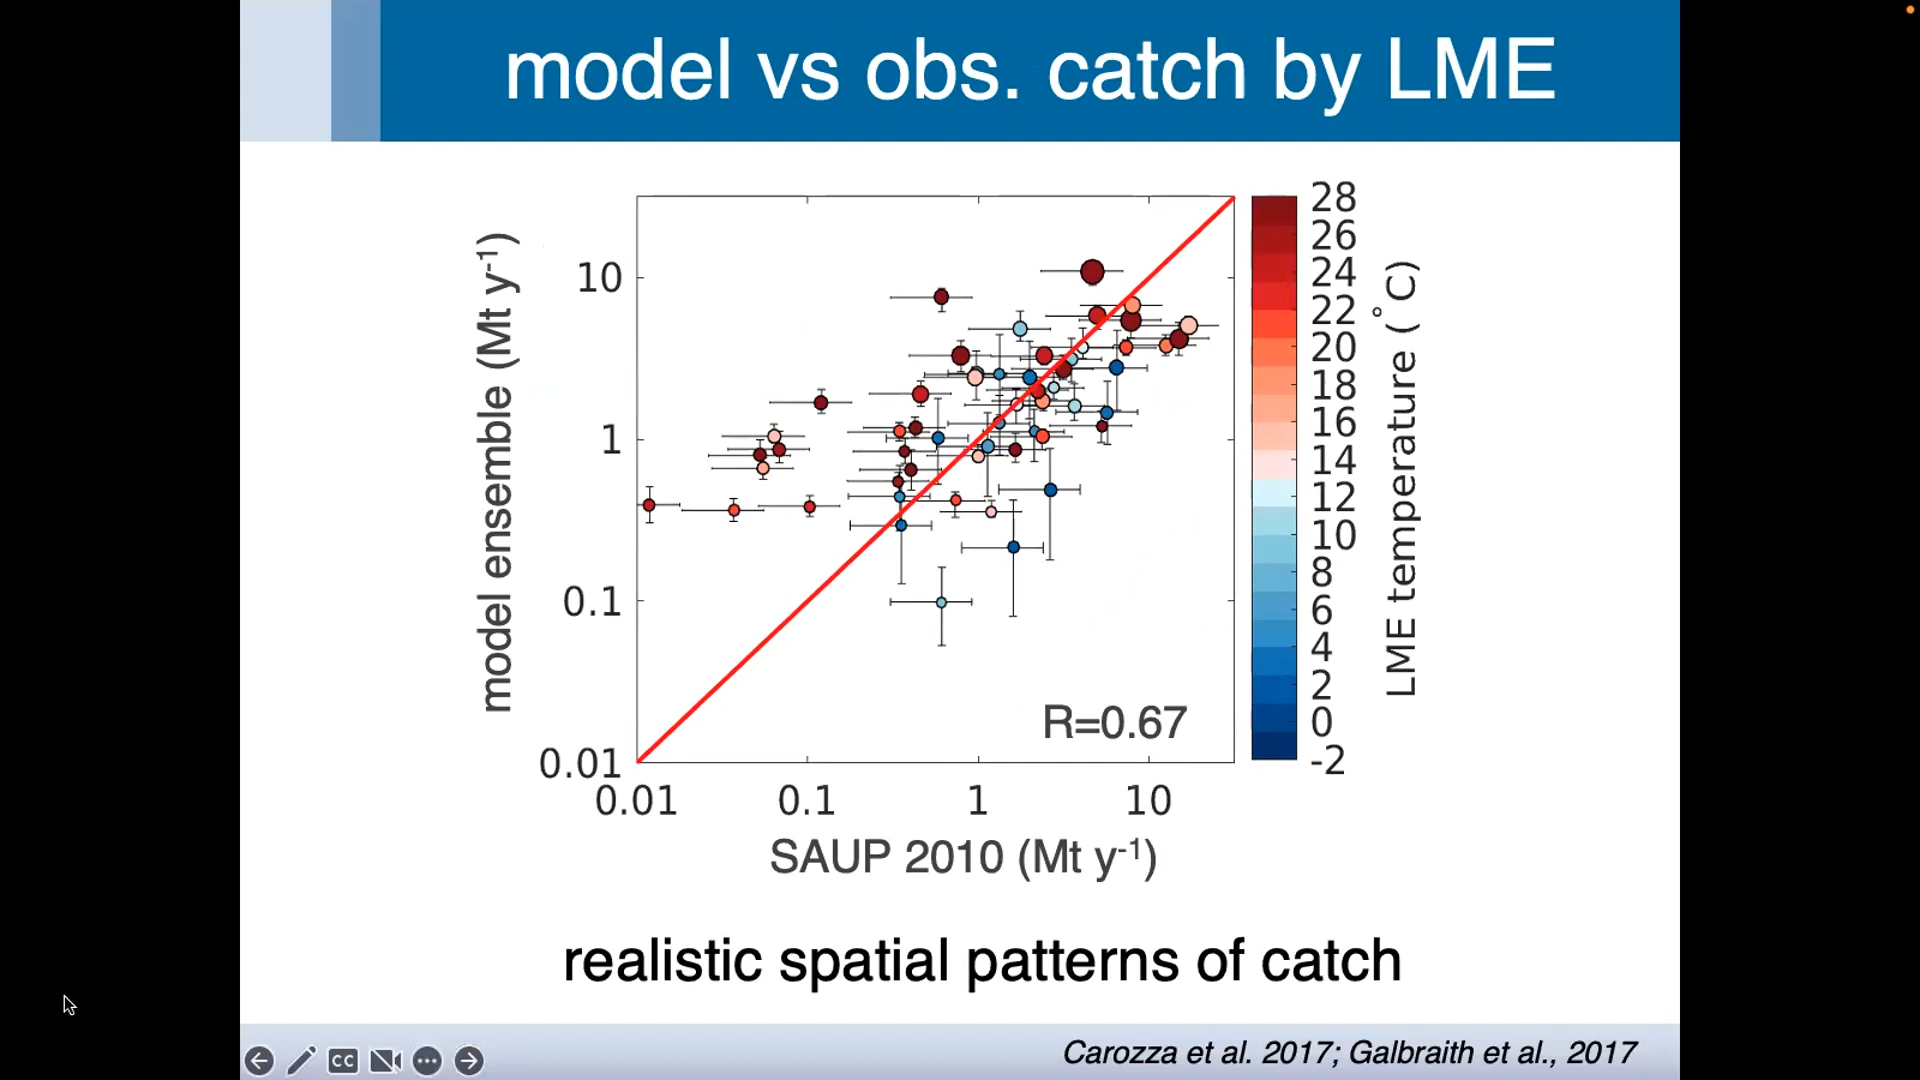 model vs obs. catch by LME
model ensemble (Mt y-1)
10
1
0.1
0.01
0.01 0.1 1 10
SAUP 2010 (Mt y-1)
R=0.67
28
26
24
22
20
18
16
14
12
10
8
6
4
2
0
-2
LME temperature (°C)
realistic spatial patterns of catch
CC
Carozza et al. 2017; Galbraith et al., 2017